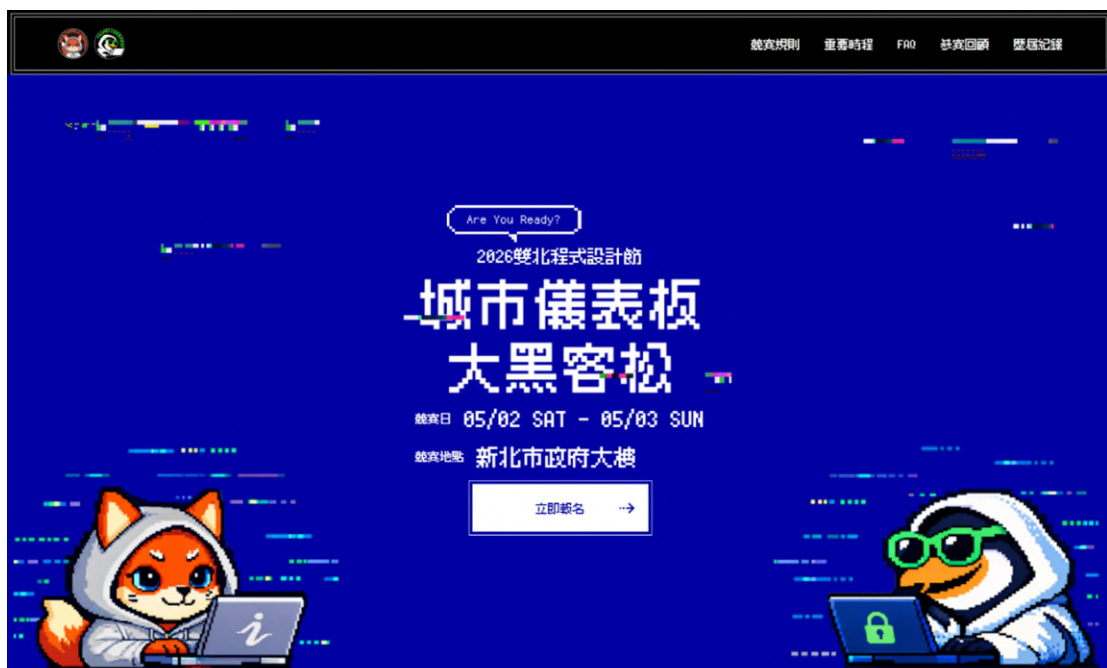 競賽規則 重要時程 FAQ 競賽回顧 歷屆紀錄
Are You Ready?
2026雙北程式設計節
城市儀表板
大黑客松
競賽日 05/02 SAT - 05/03 SUN
競賽地點 新北市政府大樓
立即報名
i